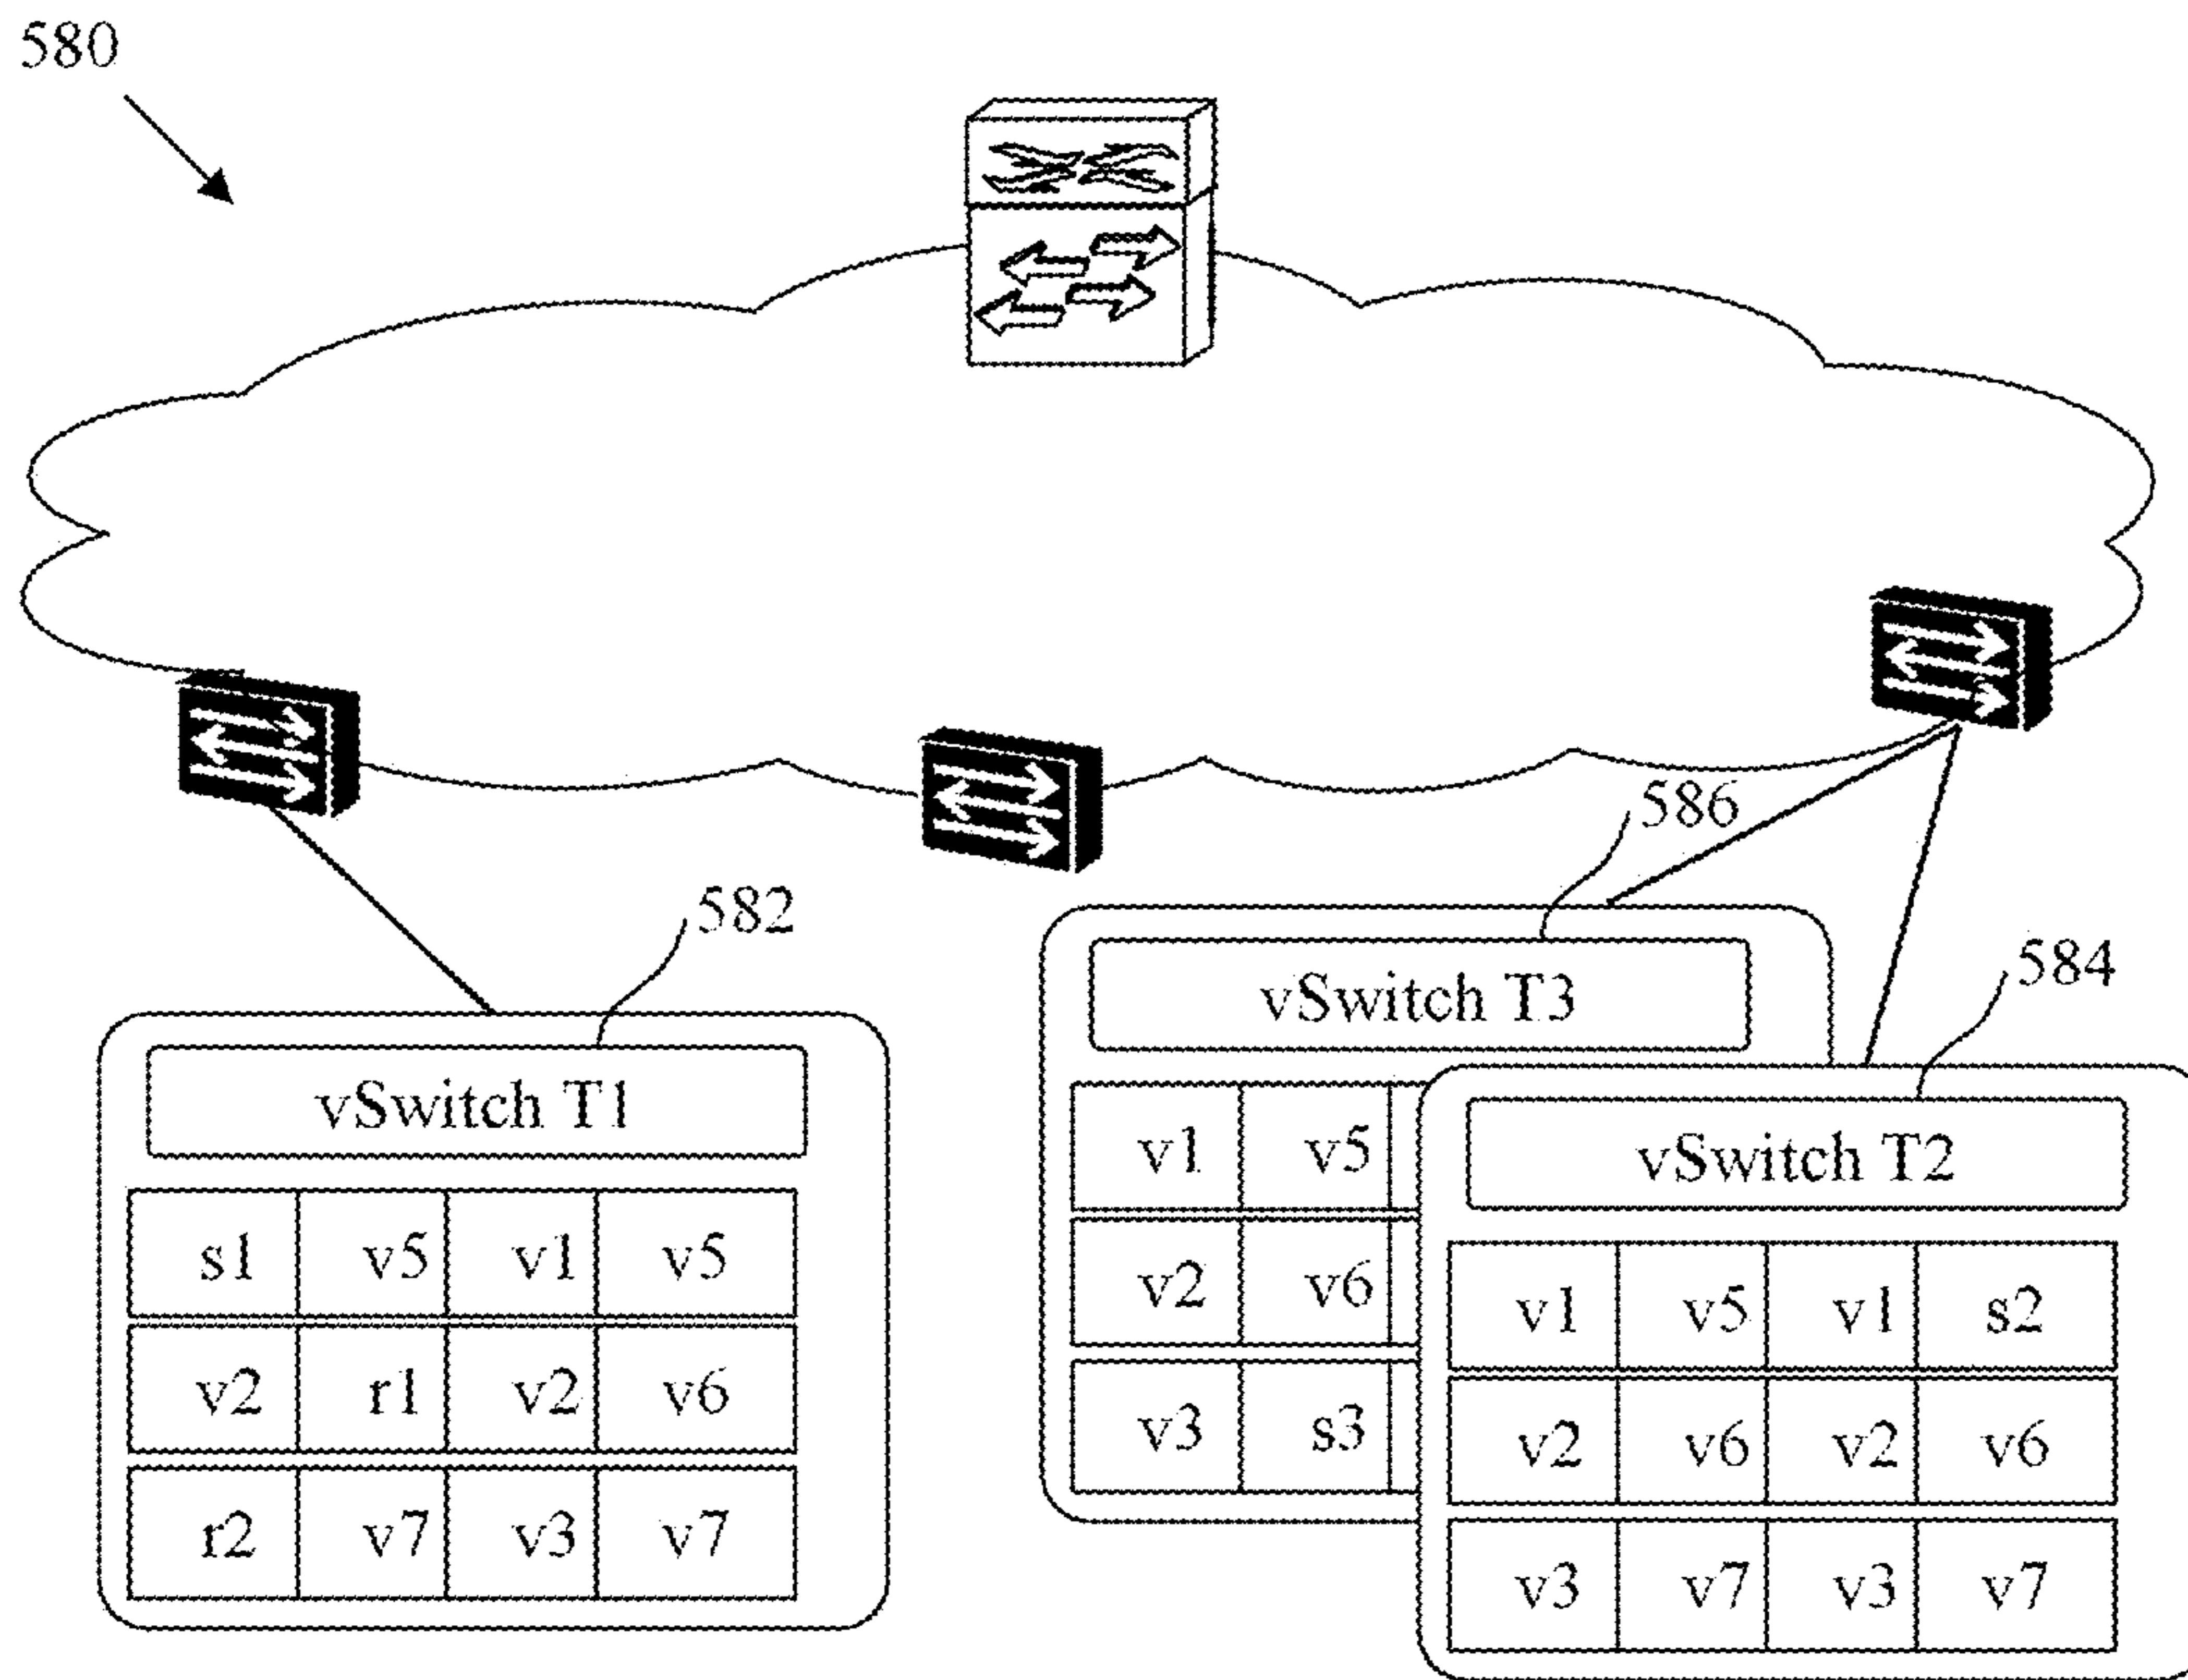 580
586
582
584
vSwitch T3
vSwitch T1
vSwitch T2
s1 v5 v1 v5
v2 r1 v2 v6
r2 v7 v3 v7
v1 v5
v2 v6
v3 s3
v1 v5 v1 s2
v2 v6 v2 v6
v3 v7 v3 v7